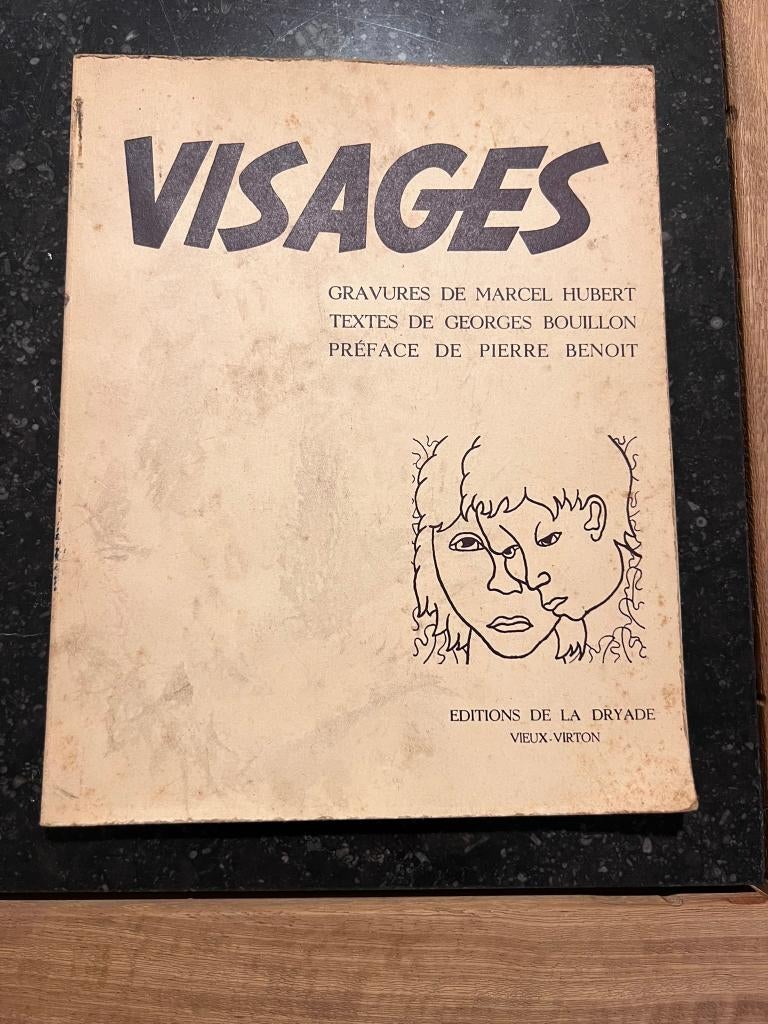 VISAGES
GRAVURES DE MARCEL HUBERT
TEXTES DE GEORGES BOUILLON
PRÉFACE DE PIERRE BENOIT
EDITIONS DE LA DRYADE
VIEUX-VIRTON